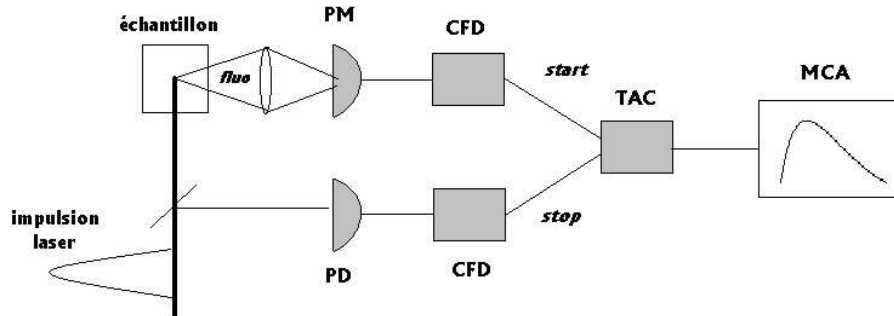 échantillon
PM
CFD
fluo
start
MCA
TAC
impulsion
laser
stop
PD
CFD